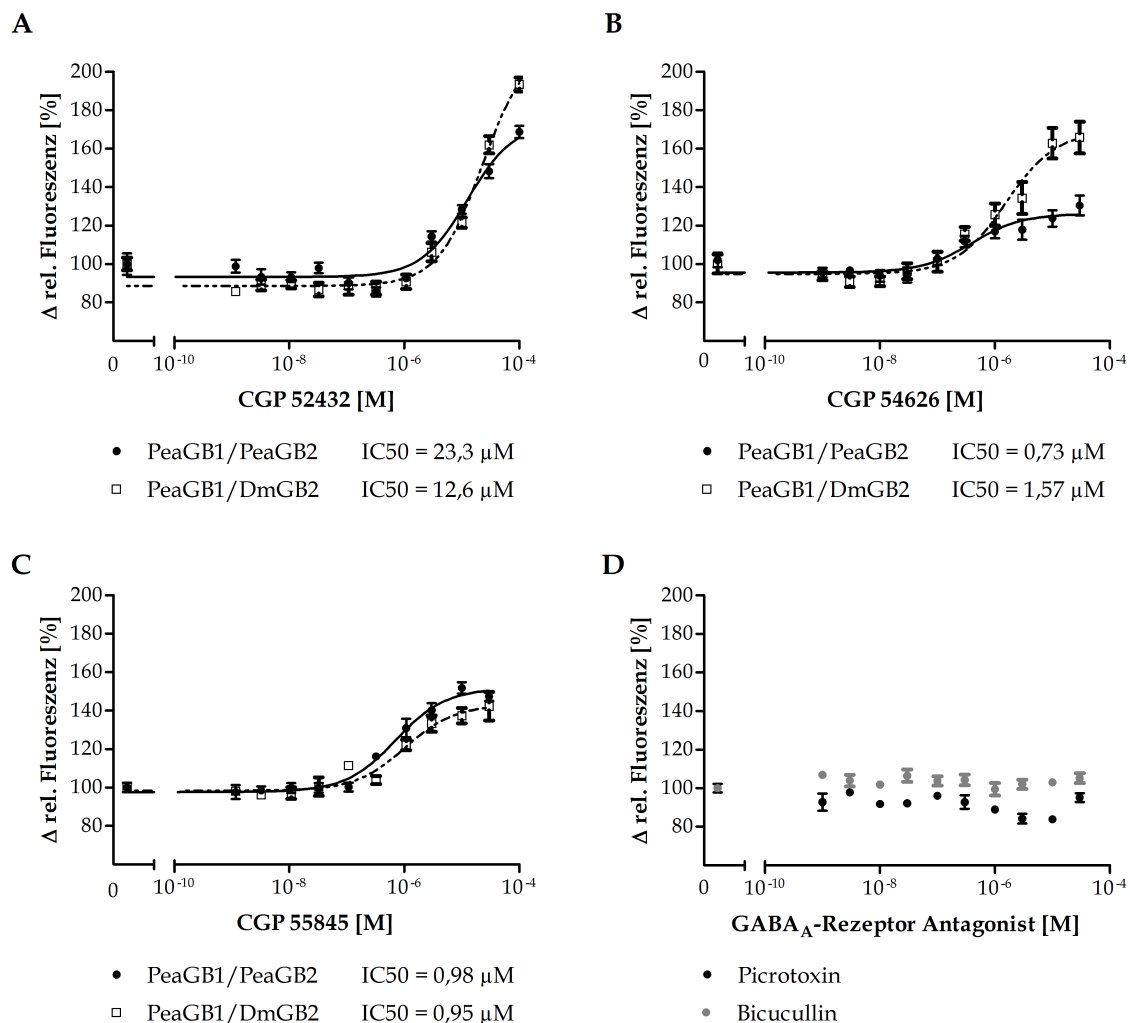 A
Δ rel. Fluoreszenz [%]
200
180
160
140
120
100
80
0
10-10
10-8
10-6
10-4
CGP 52432 [M]
PeaGB1/PeaGB2 IC50 = 23,3 µM
PeaGB1/DmGB2 IC50 = 12,6 µM
B
Δ rel. Fluoreszenz [%]
200
180
160
140
120
100
80
0
10-10
10-8
10-6
10-4
CGP 54626 [M]
PeaGB1/PeaGB2 IC50 = 0,73 µM
PeaGB1/DmGB2 IC50 = 1,57 µM
C
Δ rel. Fluoreszenz [%]
200
180
160
140
120
100
80
0
10-10
10-8
10-6
10-4
CGP 55845 [M]
PeaGB1/PeaGB2 IC50 = 0,98 µM
PeaGB1/DmGB2 IC50 = 0,95 µM
D
Δ rel. Fluoreszenz [%]
200
180
160
140
120
100
80
0
10-10
10-8
10-6
10-4
GABAA-Rezeptor Antagonist [M]
Picrotoxin
Bicucullin